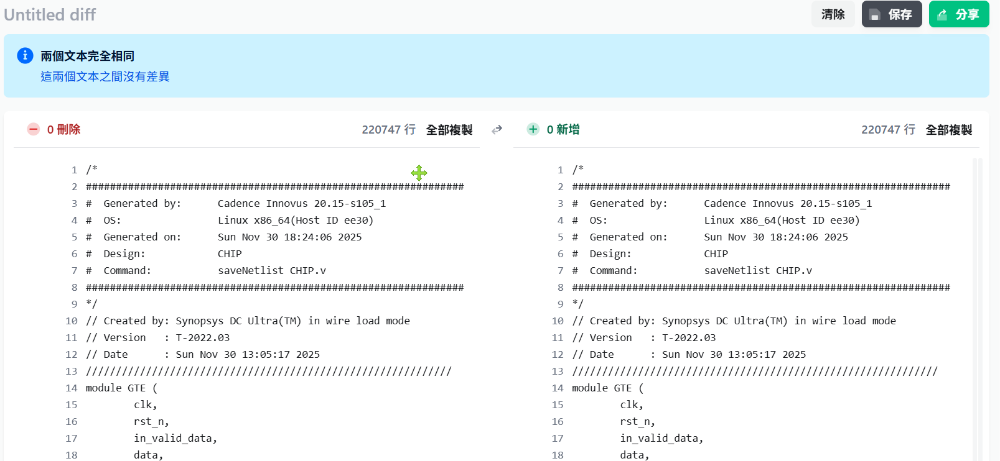 Untitled diff
清除
保存
分享
兩個文本完全相同
這兩個文本之間沒有差異
0 刪除
220747 行
全部複製
0 新增
220747 行
全部複製
1 /*
2 ###############################################################
3 #  Generated by:      Cadence Innovus 20.15-s105_1
4 #  OS:                Linux x86_64(Host ID ee30)
5 #  Generated on:      Sun Nov 30 18:24:06 2025
6 #  Design:            CHIP
7 #  Command:           saveNetlist CHIP.v
8 ###############################################################
9 */
10 // Created by: Synopsys DC Ultra(TM) in wire load mode
11 // Version   : T-2022.03
12 // Date      : Sun Nov 30 13:05:17 2025
13 /////////////////////////////////////////////////////////////
14 module GTE (
15         clk,
16         rst_n,
17         in_valid_data,
18         data,
1 /*
2 ###############################################################
3 #  Generated by:      Cadence Innovus 20.15-s105_1
4 #  OS:                Linux x86_64(Host ID ee30)
5 #  Generated on:      Sun Nov 30 18:24:06 2025
6 #  Design:            CHIP
7 #  Command:           saveNetlist CHIP.v
8 ###############################################################
9 */
10 // Created by: Synopsys DC Ultra(TM) in wire load mode
11 // Version   : T-2022.03
12 // Date      : Sun Nov 30 13:05:17 2025
13 /////////////////////////////////////////////////////////////
14 module GTE (
15         clk,
16         rst_n,
17         in_valid_data,
18         data,